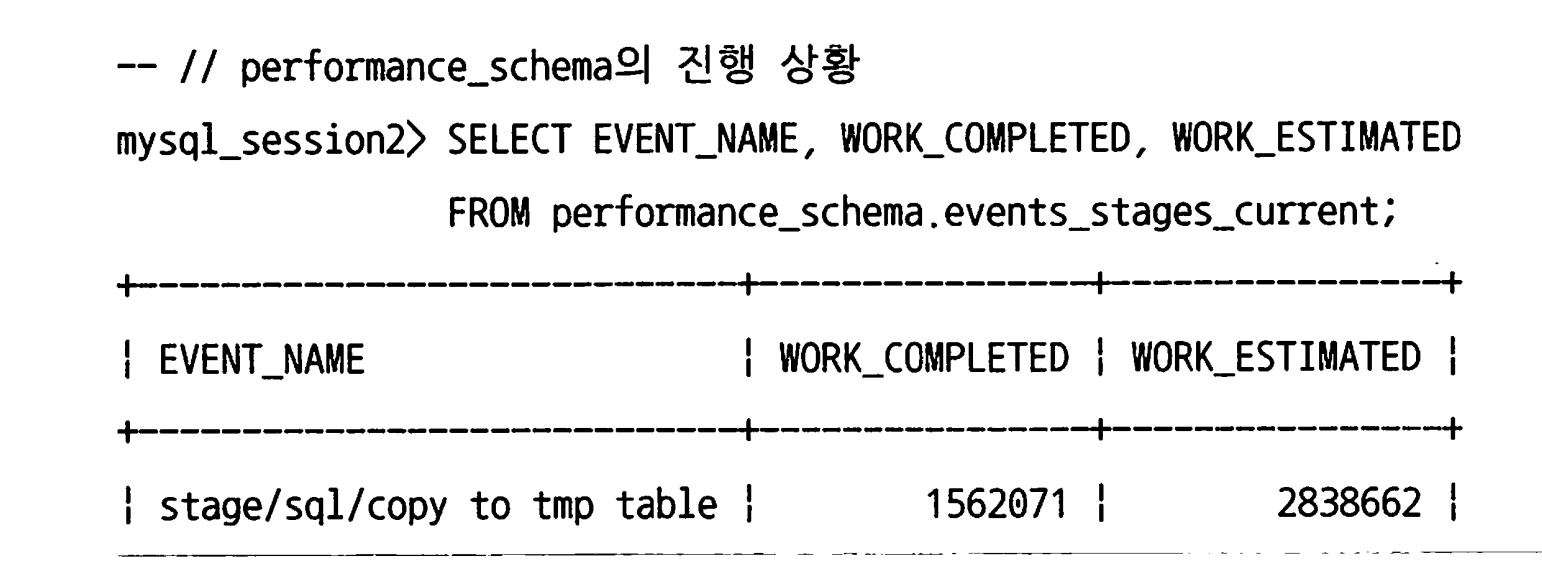 -- // performance_schema의 진행 상황
mysql_session2> SELECT EVENT_NAME, WORK_COMPLETED, WORK_ESTIMATED
FROM performance_schema.events_stages_current;
+------------------------------+----------------+----------------+
| EVENT_NAME | WORK_COMPLETED | WORK_ESTIMATED |
+------------------------------+----------------+----------------+
| stage/sql/copy to tmp table | 1562071 | 2838662 |